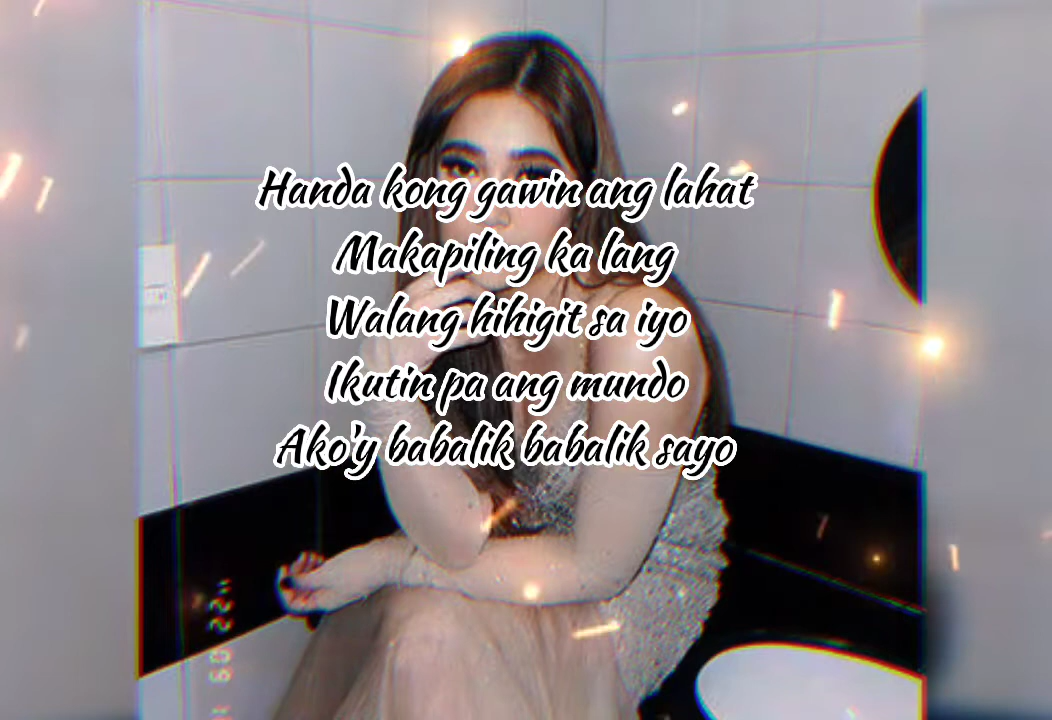 Handa kong gawin ang lahat
Makapiling ka lang
Walang hihigit sa iyo
Ikutin pa ang mundo
Ako'y babalik babalik sayo